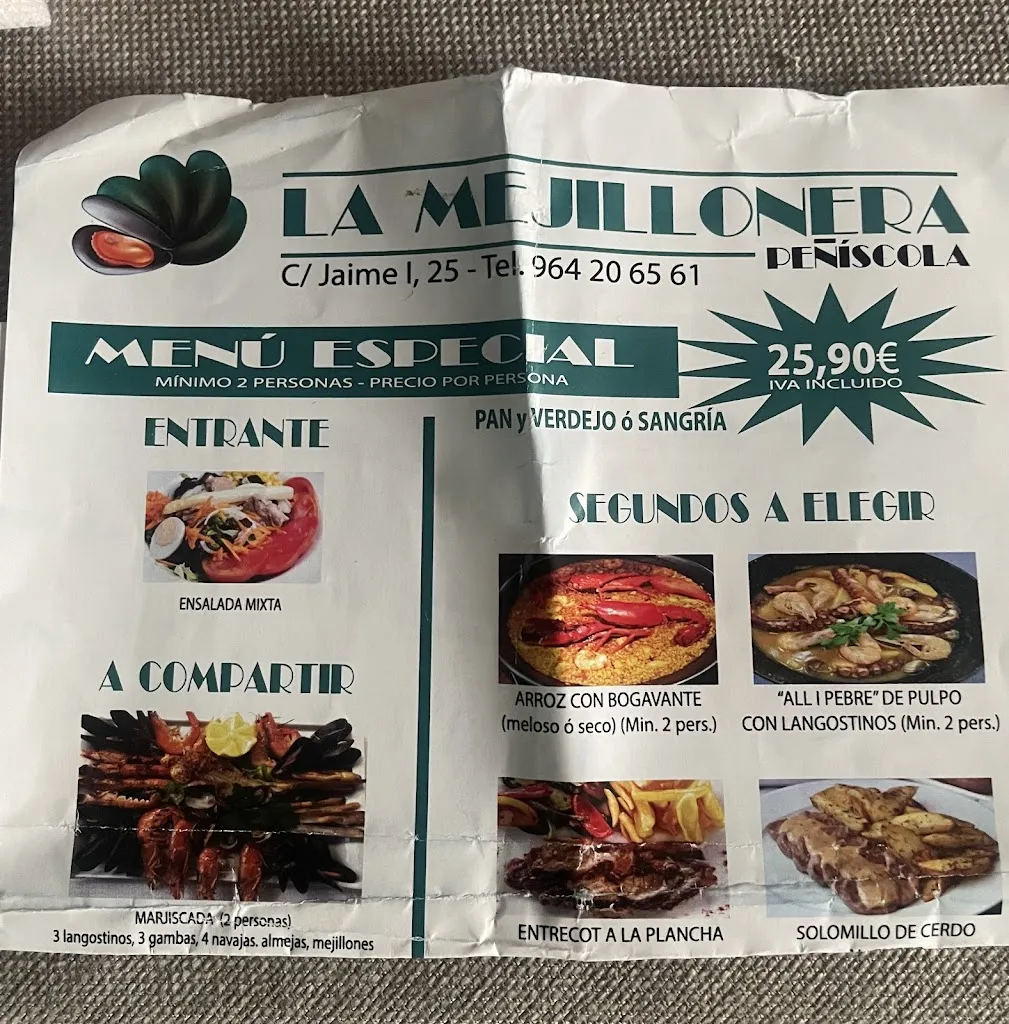 LA MEJILLONERA
PEÑÍSCOLA
C/ Jaime I, 25 - Tel. 964 20 65 61
MENÚ ESPECIAL
MÍNIMO 2 PERSONAS - PRECIO POR PERSONA
25,90€
IVA INCLUIDO
PAN y VERDEJO ó SANGRÍA
ENTRANTE
ENSALADA MIXTA
A COMPARTIR
MARJISCADA (2 personas)
3 langostinos, 3 gambas, 4 navajas. almejas, mejillones
SEGUNDOS A ELEGIR
ARROZ CON BOGAVANTE
(meloso ó seco) (Min. 2 pers.)
“ALL I PEBRE” DE PULPO
CON LANGOSTINOS (Min. 2 pers.)
ENTRECOT A LA PLANCHA
SOLOMILLO DE CERDO